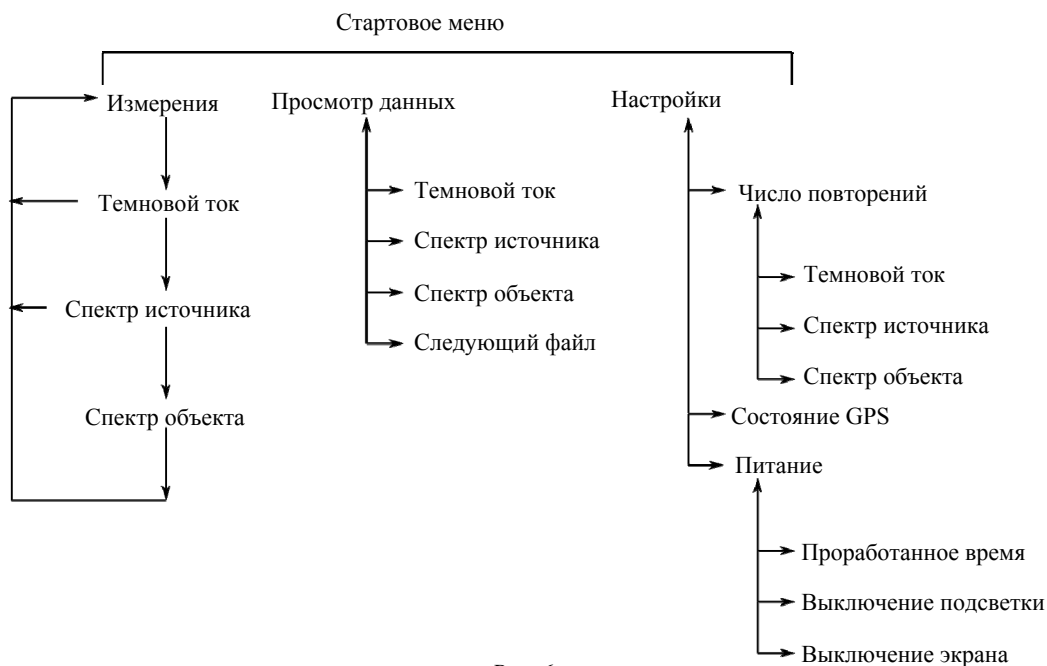 Стартовое меню
Измерения
Темновой ток
Спектр источника
Спектр объекта
Просмотр данных
Темновой ток
Спектр источника
Спектр объекта
Следующий файл
Настройки
Число повторений
Темновой ток
Спектр источника
Спектр объекта
Состояние GPS
Питание
Проработанное время
Выключение подсветки
Выключение экрана